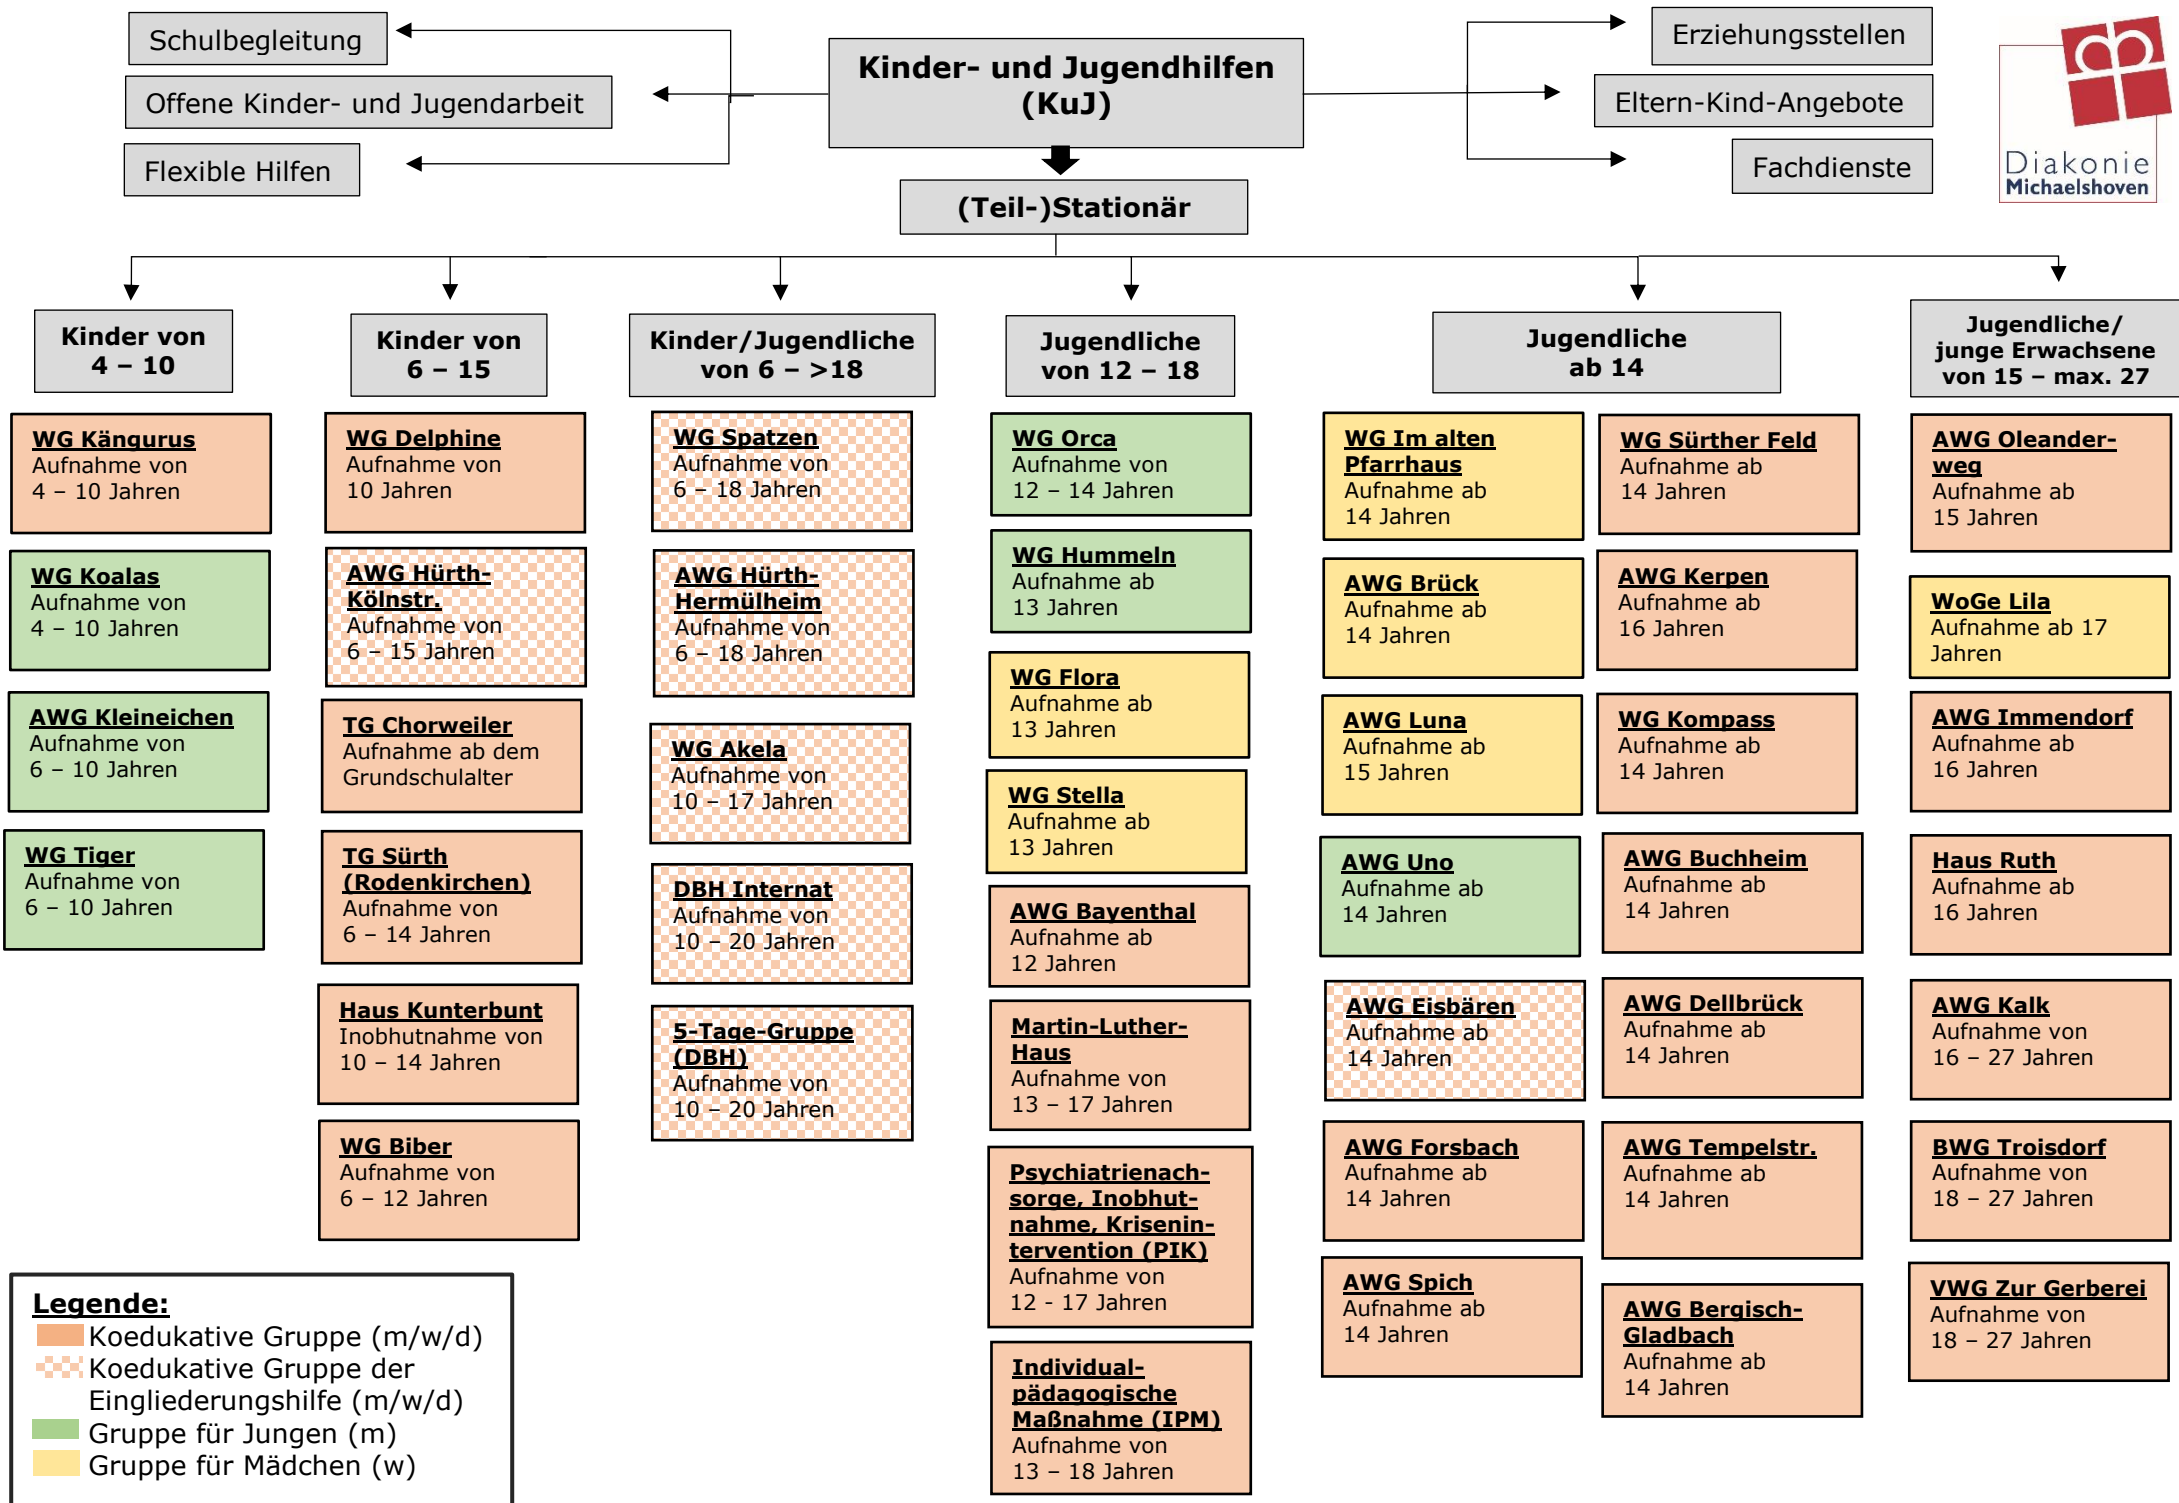 Schulbegleitung
Offene Kinder- und Jugendarbeit
Flexible Hilfen
Kinder- und Jugendhilfen
(KuJ)
Erziehungsstellen
Eltern-Kind-Angebote
Fachdienste
Diakonie
Michaelshoven
(Teil-)Stationär
Kinder von
4 – 10
Kinder von
6 – 15
Kinder/Jugendliche
von 6 – >18
Jugendliche
von 12 – 18
Jugendliche
ab 14
Jugendliche/
junge Erwachsene
von 15 – max. 27
WG Kängurus
Aufnahme von
4 – 10 Jahren
WG Koalas
Aufnahme von
4 – 10 Jahren
AWG Kleineichen
Aufnahme von
6 – 10 Jahren
WG Tiger
Aufnahme von
6 – 10 Jahren
WG Delphine
Aufnahme von
10 Jahren
AWG Hürth-
Kölnstr.
Aufnahme von
6 – 15 Jahren
TG Chorweiler
Aufnahme ab dem
Grundschulalter
TG Sürth
(Rodenkirchen)
Aufnahme von
6 – 14 Jahren
Haus Kunterbunt
Inobhutnahme von
10 – 14 Jahren
WG Biber
Aufnahme von
6 – 12 Jahren
WG Spatzen
Aufnahme von
6 – 18 Jahren
AWG Hürth-
Hermülheim
Aufnahme von
6 – 18 Jahren
WG Akela
Aufnahme von
10 – 17 Jahren
DBH Internat
Aufnahme von
10 – 20 Jahren
5-Tage-Gruppe
(DBH)
Aufnahme von
10 – 20 Jahren
WG Orca
Aufnahme von
12 – 14 Jahren
WG Hummeln
Aufnahme ab
13 Jahren
WG Flora
Aufnahme ab
13 Jahren
WG Stella
Aufnahme ab
13 Jahren
AWG Bayenthal
Aufnahme ab
12 Jahren
Martin-Luther-
Haus
Aufnahme von
13 – 17 Jahren
Psychiatrienach-
sorge, Inobhut-
nahme, Krisenin-
tervention (PIK)
Aufnahme von
12 - 17 Jahren
Individual-
pädagogische
Maßnahme (IPM)
Aufnahme von
13 – 18 Jahren
WG Im alten
Pfarrhaus
Aufnahme ab
14 Jahren
AWG Brück
Aufnahme ab
14 Jahren
AWG Luna
Aufnahme ab
15 Jahren
AWG Uno
Aufnahme ab
14 Jahren
AWG Eisbären
Aufnahme ab
14 Jahren
AWG Forsbach
Aufnahme ab
14 Jahren
AWG Spich
Aufnahme ab
14 Jahren
WG Sürther Feld
Aufnahme ab
14 Jahren
AWG Kerpen
Aufnahme ab
16 Jahren
WG Kompass
Aufnahme ab
14 Jahren
AWG Buchheim
Aufnahme ab
14 Jahren
AWG Dellbrück
Aufnahme ab
14 Jahren
AWG Tempelstr.
Aufnahme ab
14 Jahren
AWG Bergisch-
Gladbach
Aufnahme ab
14 Jahren
AWG Oleander-
weg
Aufnahme ab
15 Jahren
WoGe Lila
Aufnahme ab 17
Jahren
AWG Immendorf
Aufnahme ab
16 Jahren
Haus Ruth
Aufnahme ab
16 Jahren
AWG Kalk
Aufnahme von
16 – 27 Jahren
BWG Troisdorf
Aufnahme von
18 – 27 Jahren
VWG Zur Gerberei
Aufnahme von
18 – 27 Jahren
Legende:
Koedukative Gruppe (m/w/d)
Koedukative Gruppe der
Eingliederungshilfe (m/w/d)
Gruppe für Jungen (m)
Gruppe für Mädchen (w)